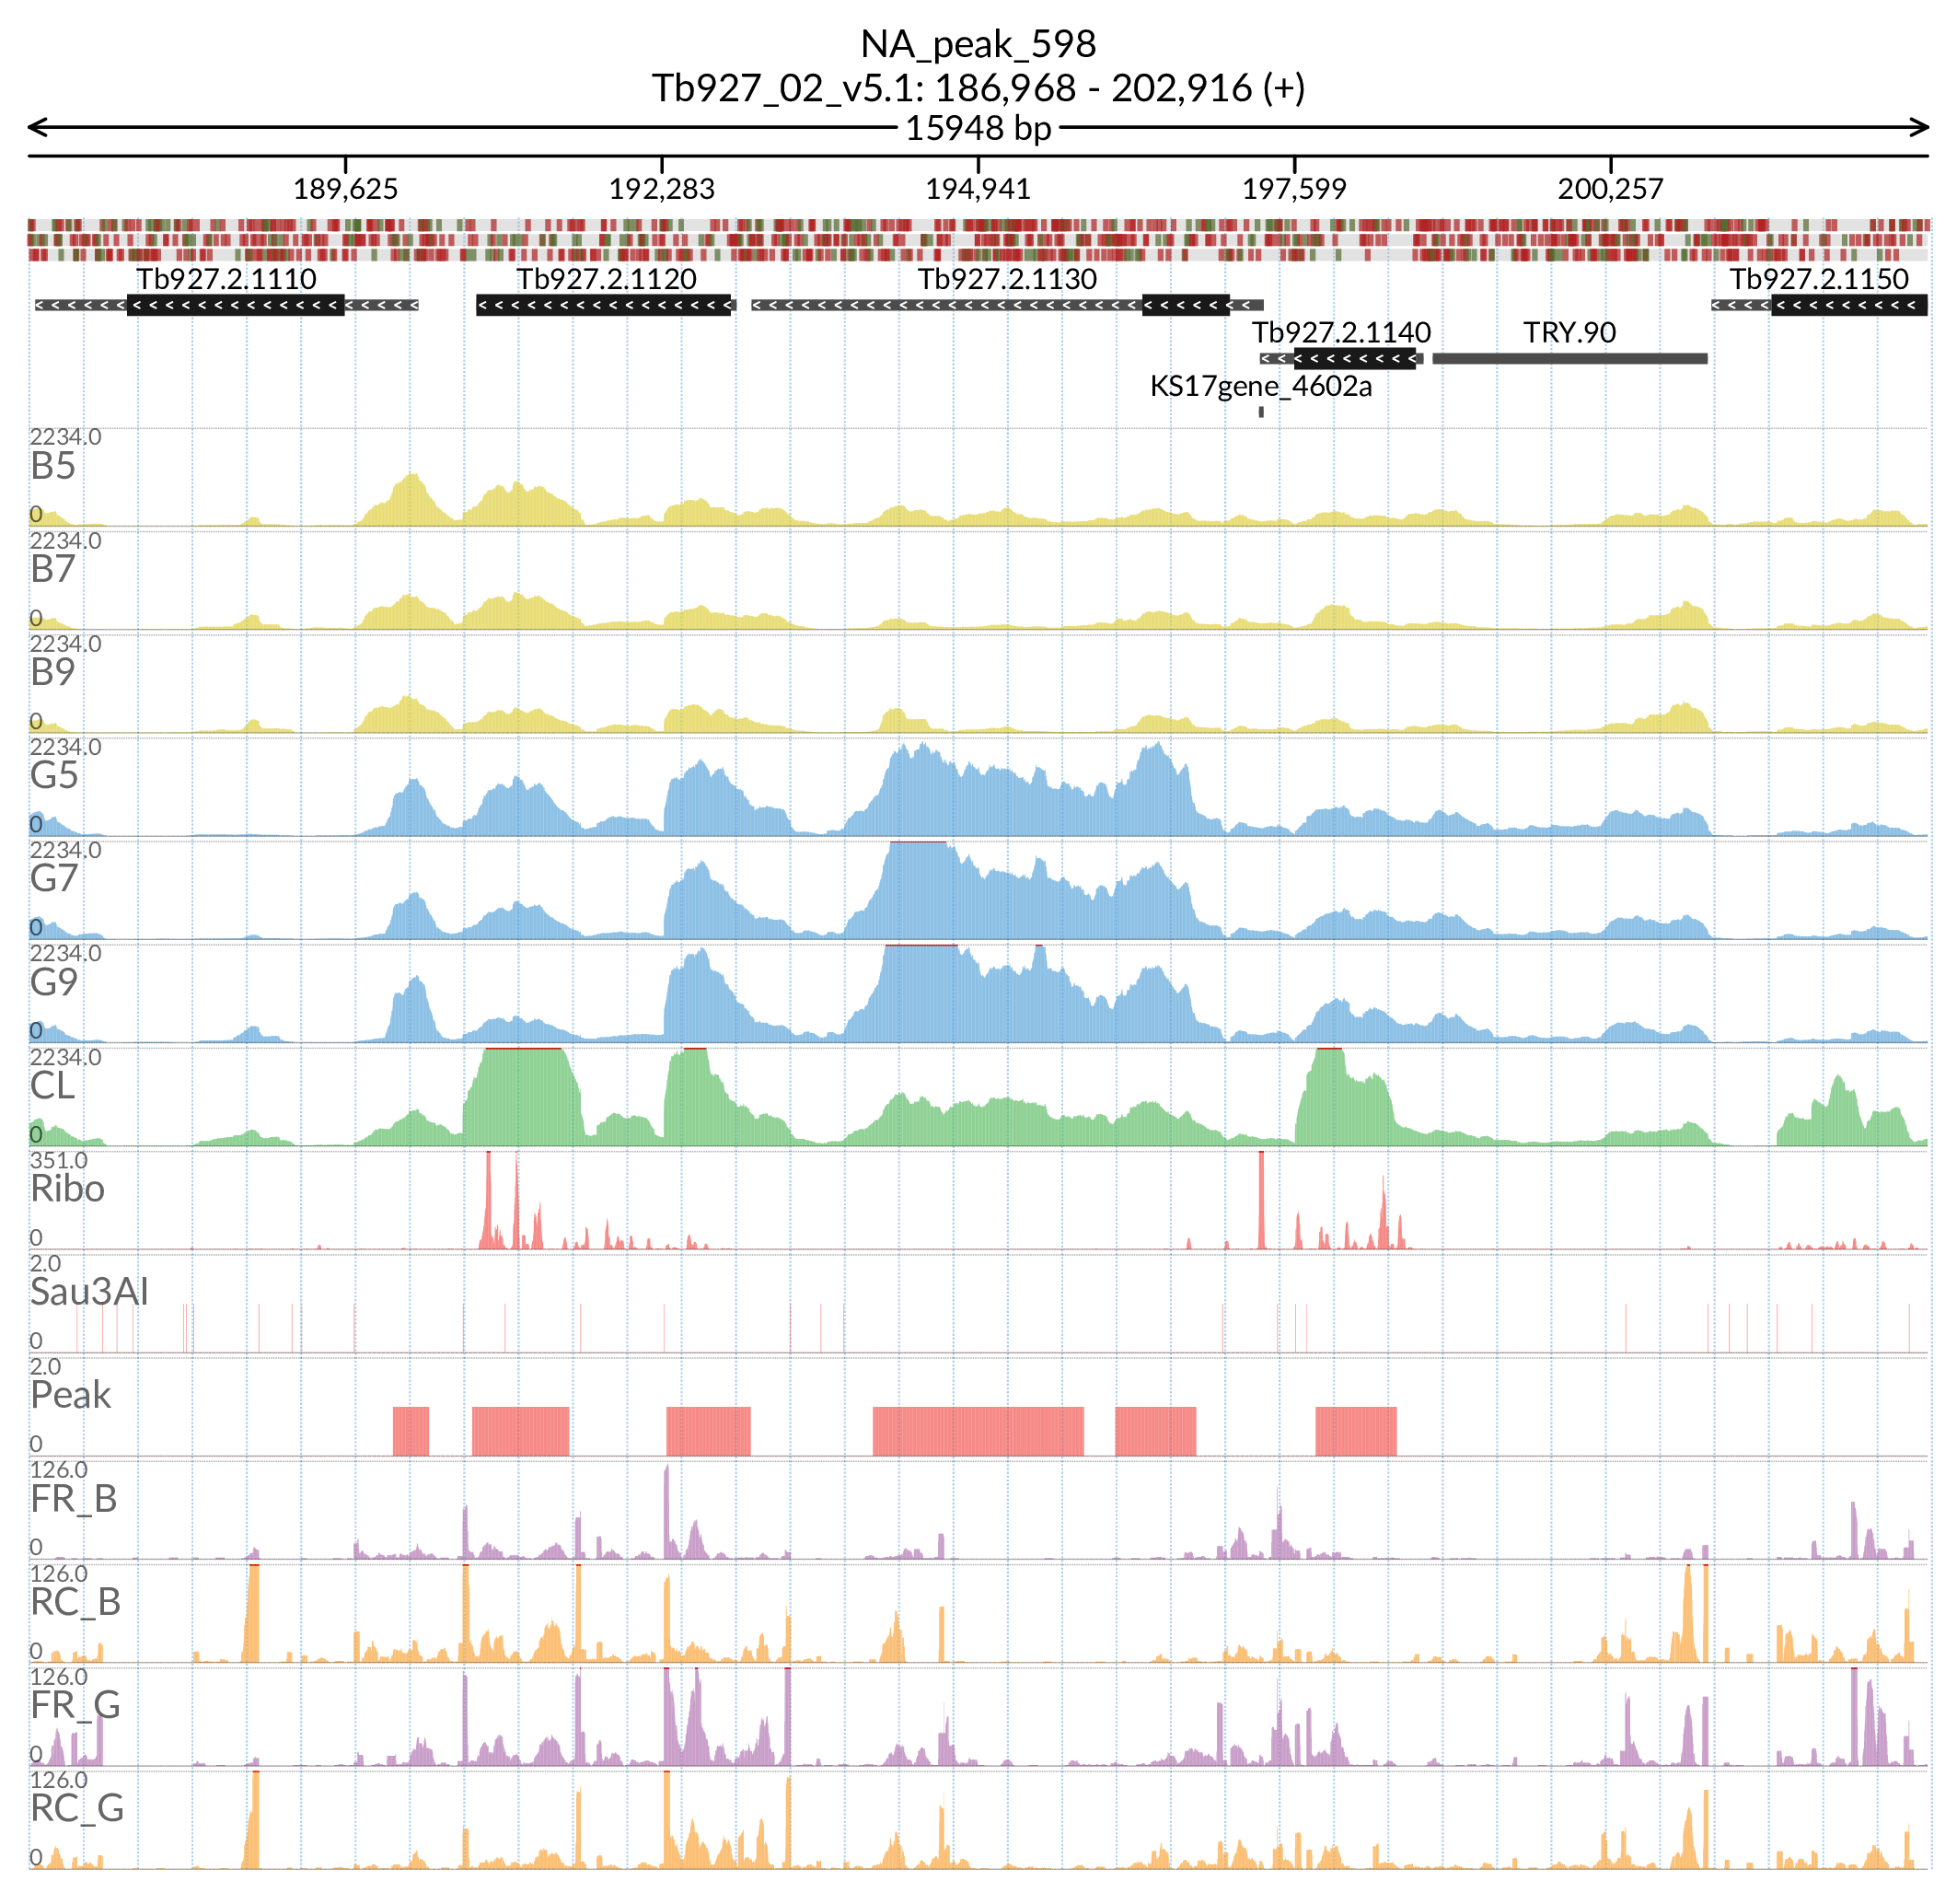 NA_peak_598
Tb927_02_v5.1: 186,968 - 202,916 (+)
15948 bp
189,625 192,283 194,941 197,599 200,257
Tb927.2.1110 Tb927.2.1120 Tb927.2.1130 Tb927.2.1150
Tb927.2.1140 TRY.90
KS17gene_4602a
2234.0
B5
0
2234.0
B7
0
2234.0
B9
0
2234.0
G5
0
2234.0
G7
0
2234.0
G9
0
2234.0
CL
0
351.0
Ribo
0
2.0
Sau3AI
0
2.0
Peak
0
126.0
FR_B
0
126.0
RC_B
0
126.0
FR_G
0
126.0
RC_G
0